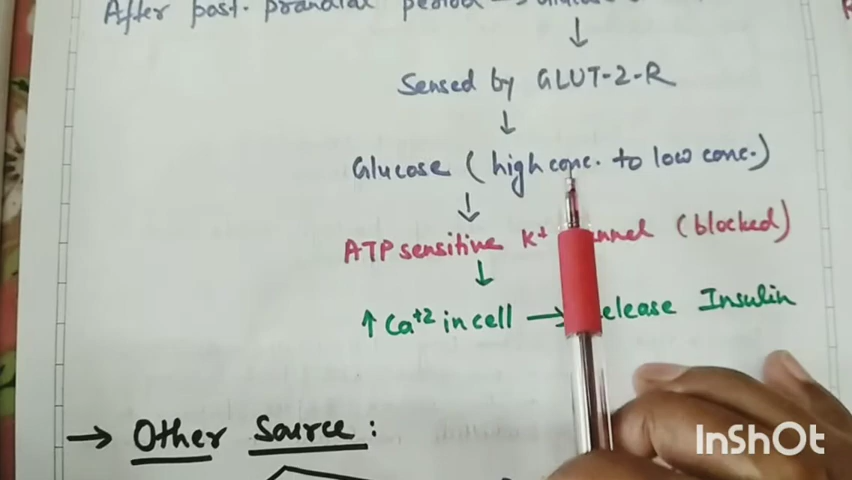 After post-prandial period →
↓
Sensed by GLUT-2-R
↓
Glucose (high conc. to low conc.)
↓
ATP sensitive K+ (blocked)
↓
↑ Ca+2 in cell → Insulin
→ Other Source:
InShOt